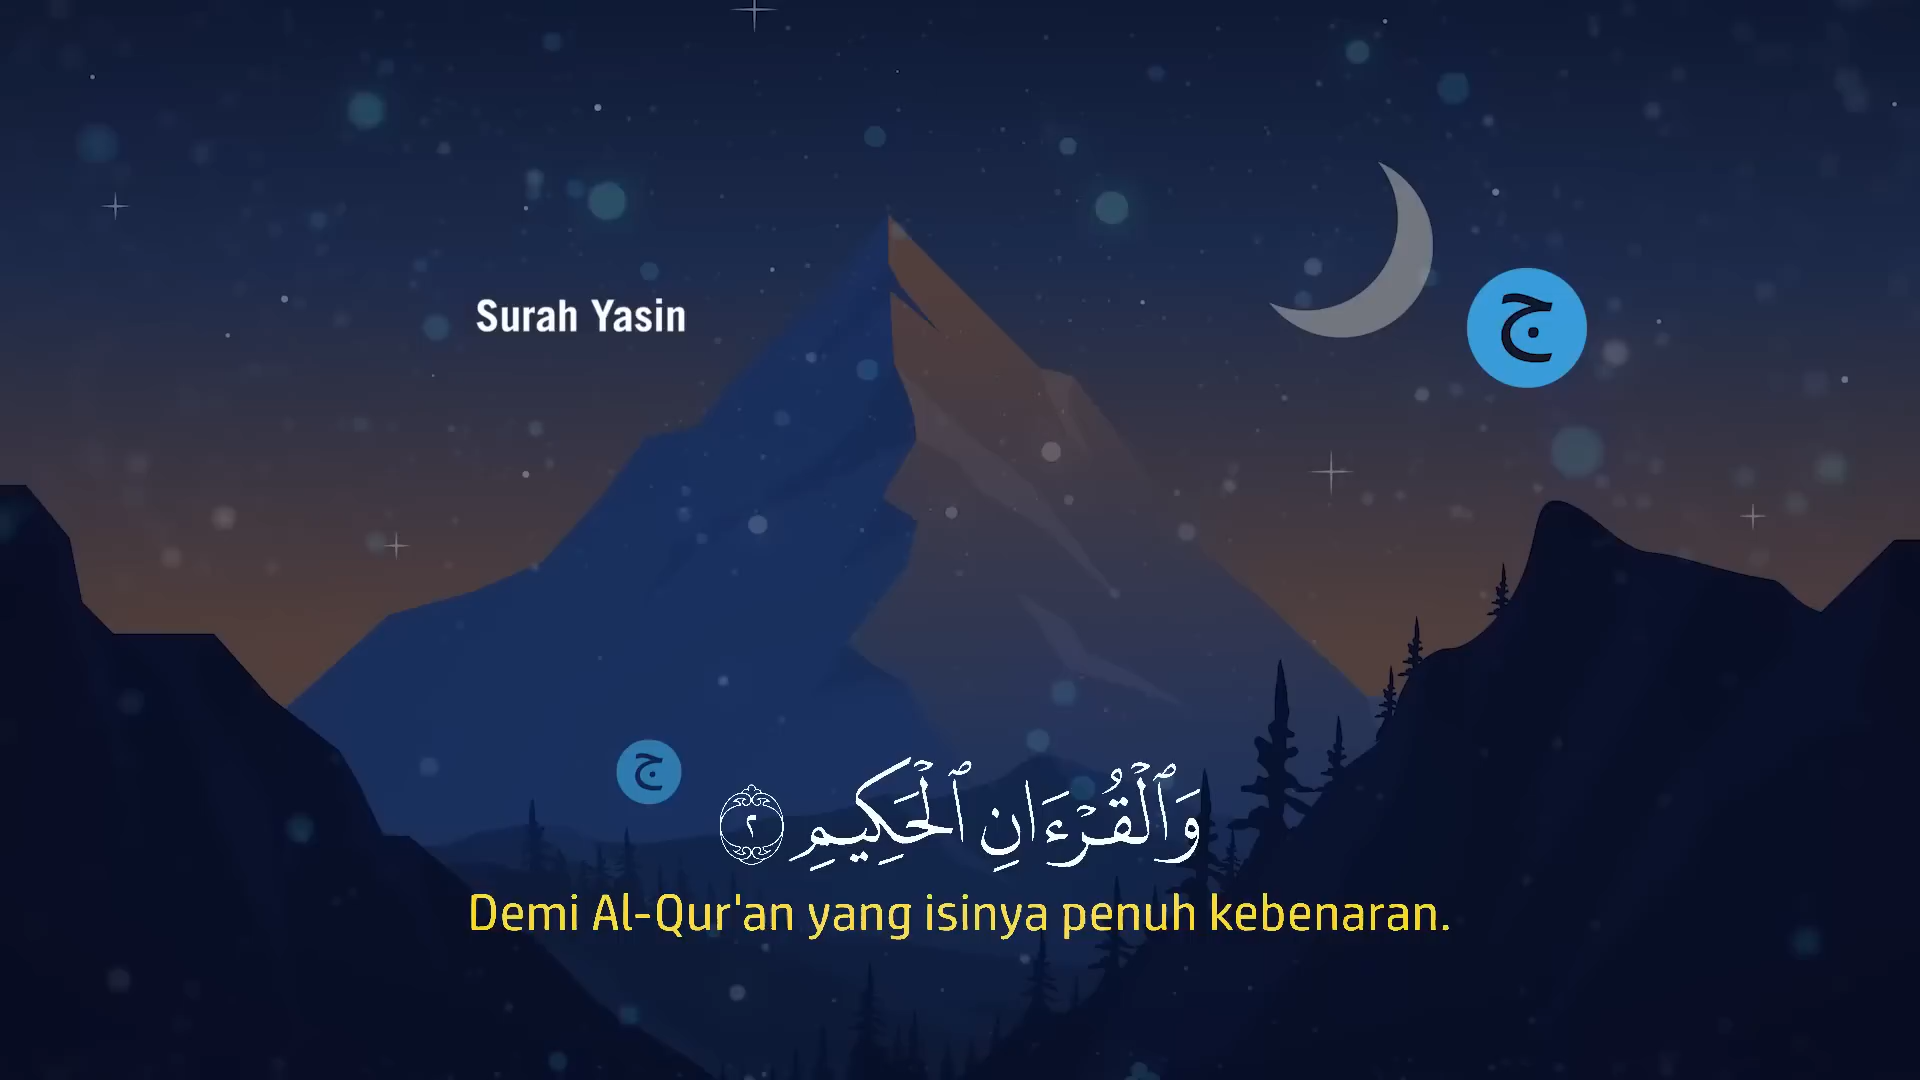 Surah Yasin
ج
ج
وَٱلْقُرْءَانِ ٱلْحَكِيمِ ٢
Demi Al-Qur'an yang isinya penuh kebenaran.